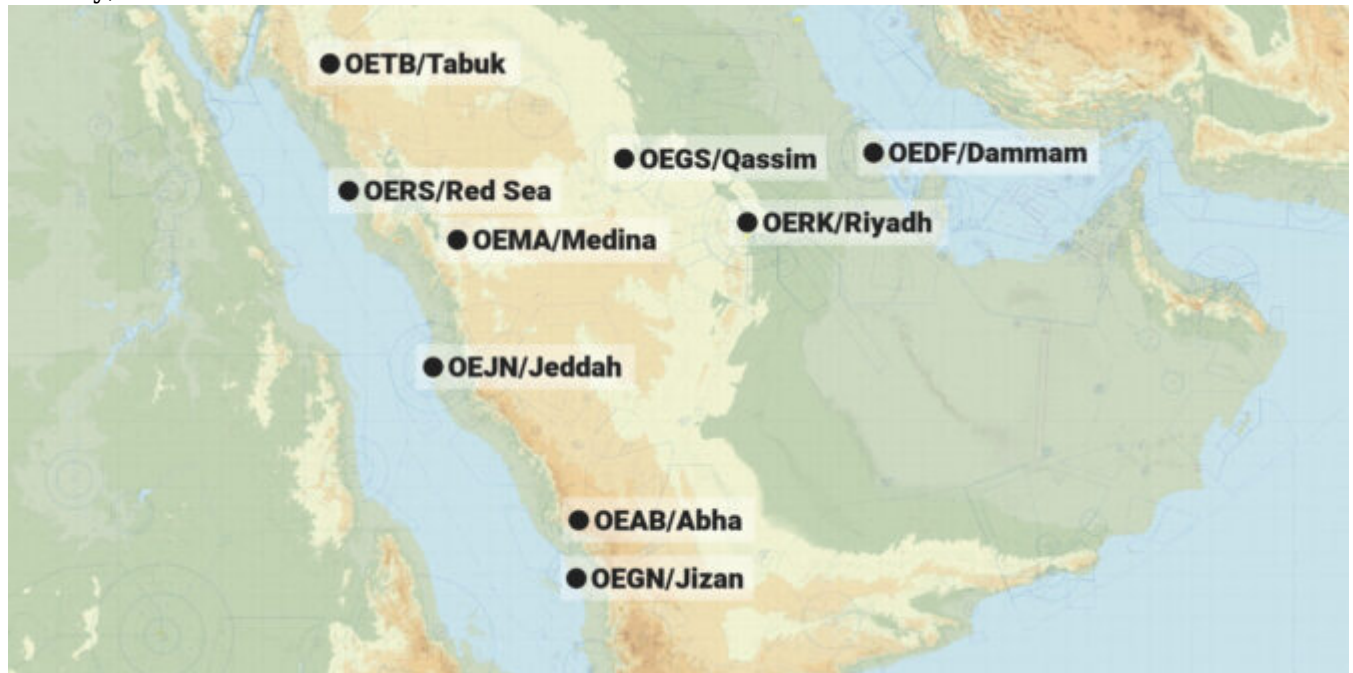 OETB/Tabuk
OEGS/Qassim
OEDF/Dammam
OERS/Red Sea
OERK/Riyadh
OEMA/Medina
OEJN/Jeddah
OEAB/Abha
OEGN/Jizan